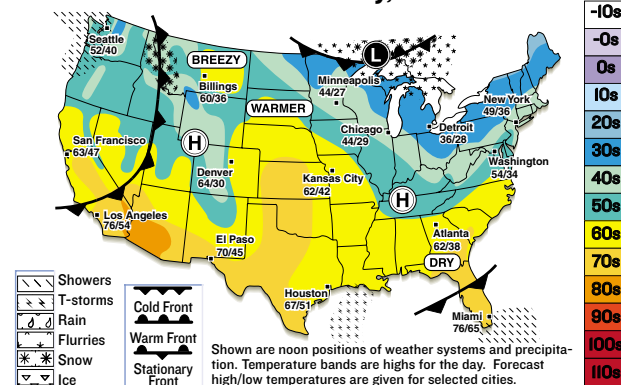 Seattle
52/40
BREEZY
Billings
60/36
L
Minneapolis
44/27
WARMER
New York
49/36
San Francisco
63/47
H
Chicago
44/29
Detroit
36/28
Washington
54/34
Denver
64/30
Kansas City
62/42
H
Los Angeles
76/54
El Paso
70/45
Atlanta
62/38
DRY
Houston
67/51
Miami
76/65
Showers
T-storms
Rain
Flurries
Snow
Ice
Cold Front
Warm Front
Stationary
Front
Shown are noon positions of weather systems and precipita-
tion. Temperature bands are highs for the day. Forecast
high/low temperatures are given for selected cities.
-10s
-0s
0s
10s
20s
30s
40s
50s
60s
70s
80s
90s
100s
110s